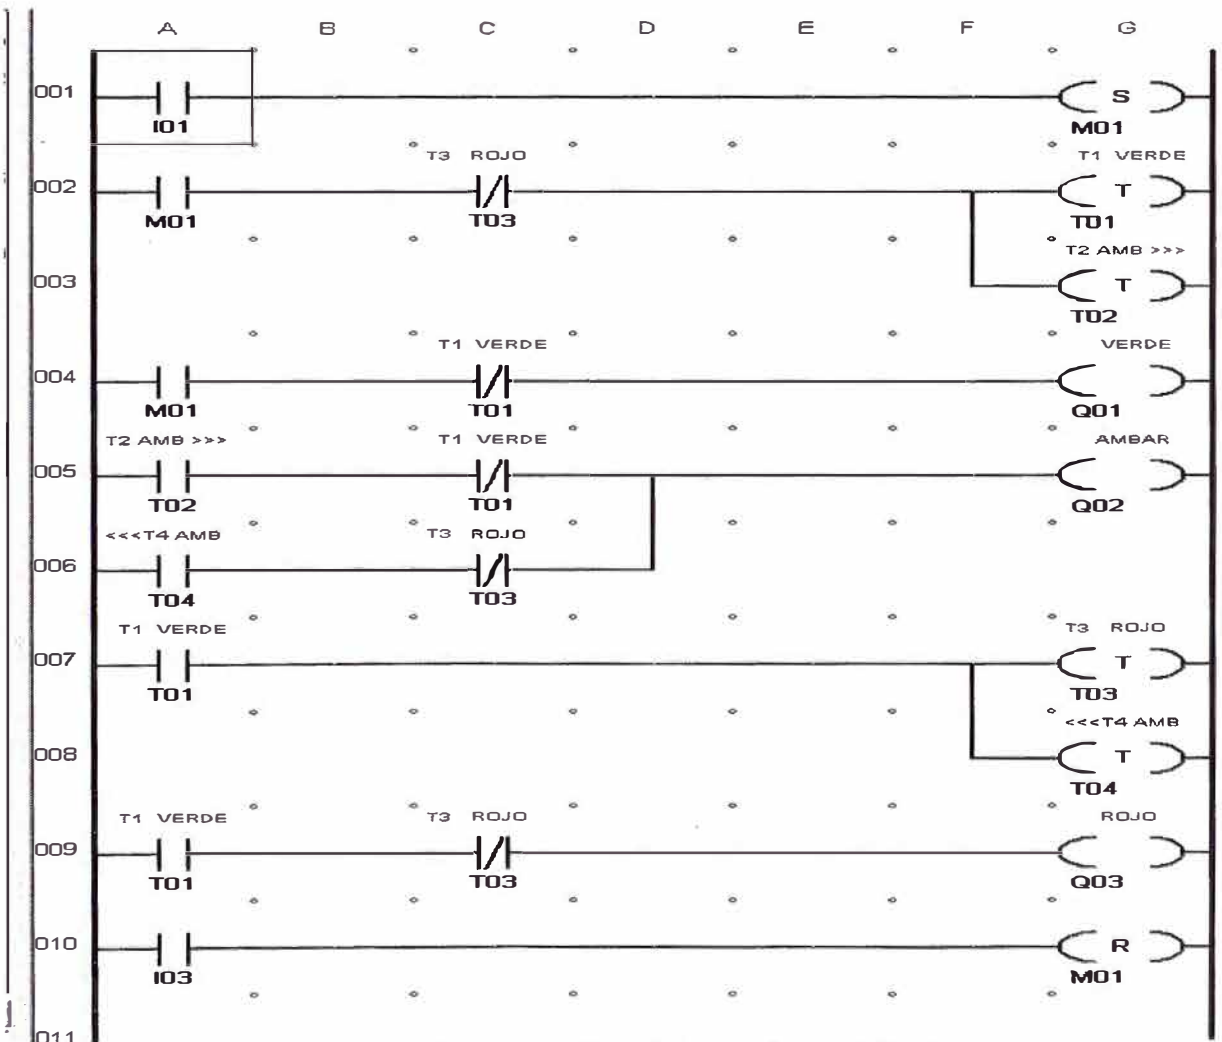 A B C D E F G
001
I01
S
M01
T3 ROJO
T1 VERDE
002
M01
T03
T
T01
T2 AMB >>>
003
T
T02
T1 VERDE
VERDE
004
M01
T01
Q01
T2 AMB >>>
T1 VERDE
AMBAR
005
T02
T01
Q02
<<<T4 AMB
T3 ROJO
006
T04
T03
T1 VERDE
T3 ROJO
007
T01
T
T03
<<<T4 AMB
008
T
T04
T1 VERDE
T3 ROJO
ROJO
009
T01
T03
Q03
010
I03
R
M01
011